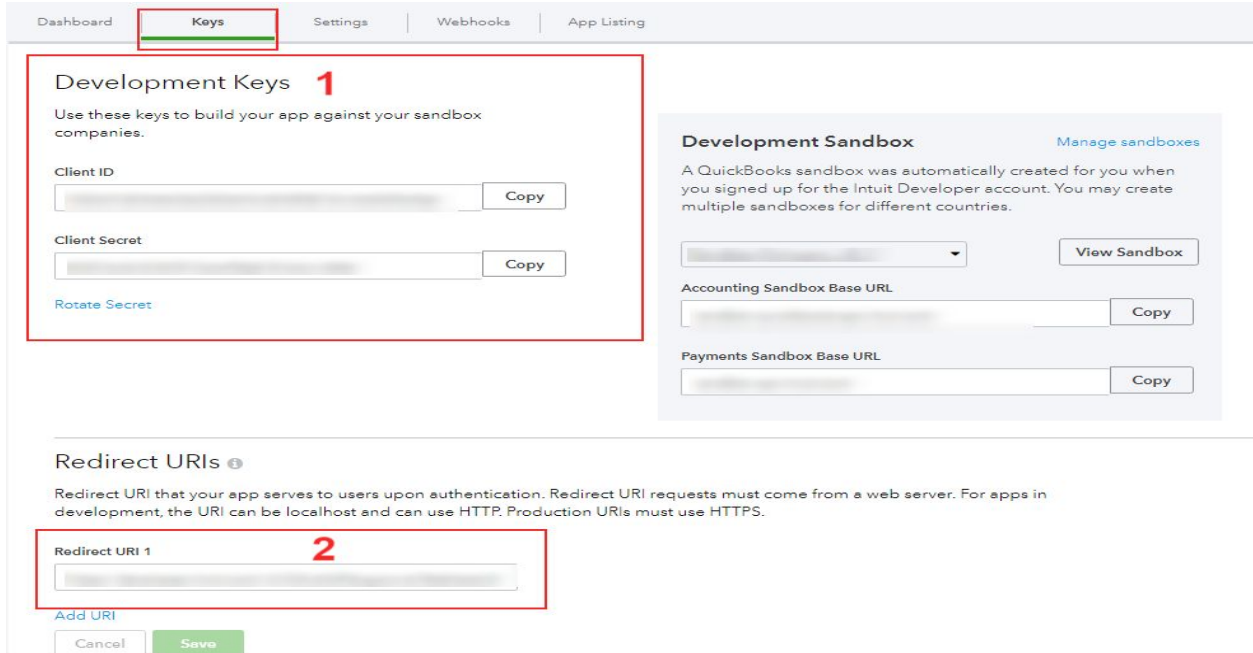 Dashboard Keys Settings Webhooks App Listing
Development Keys 1
Use these keys to build your app against your sandbox
companies.
Client ID
Copy
Client Secret
Copy
Rotate Secret
Development Sandbox Manage sandboxes
A QuickBooks sandbox was automatically created for you when
you signed up for the Intuit Developer account. You may create
multiple sandboxes for different countries.
View Sandbox
Accounting Sandbox Base URL
Copy
Payments Sandbox Base URL
Copy
Redirect URIs
Redirect URI that your app serves to users upon authentication. Redirect URI requests must come from a web server. For apps in
development, the URI can be localhost and can use HTTP. Production URIs must use HTTPS.
Redirect URI 1 2
Add URI
Cancel Save